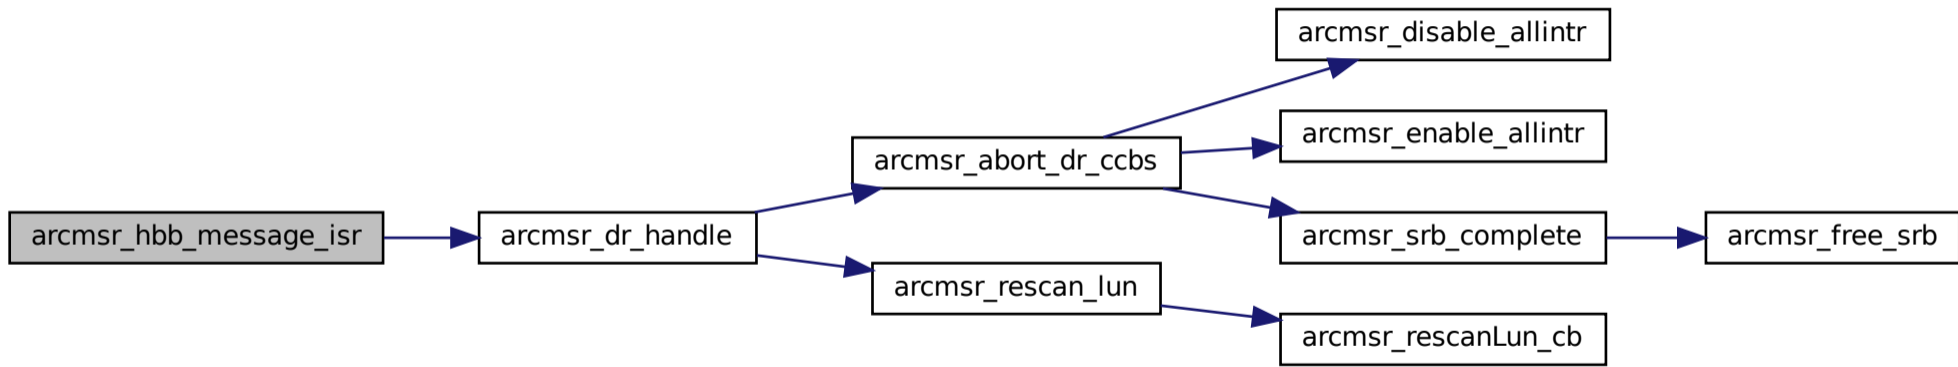 arcmsr_hbb_message_isr
arcmsr_dr_handle
arcmsr_abort_dr_ccbs
arcmsr_disable_allintr
arcmsr_enable_allintr
arcmsr_srb_complete
arcmsr_free_srb
arcmsr_rescan_lun
arcmsr_rescanLun_cb